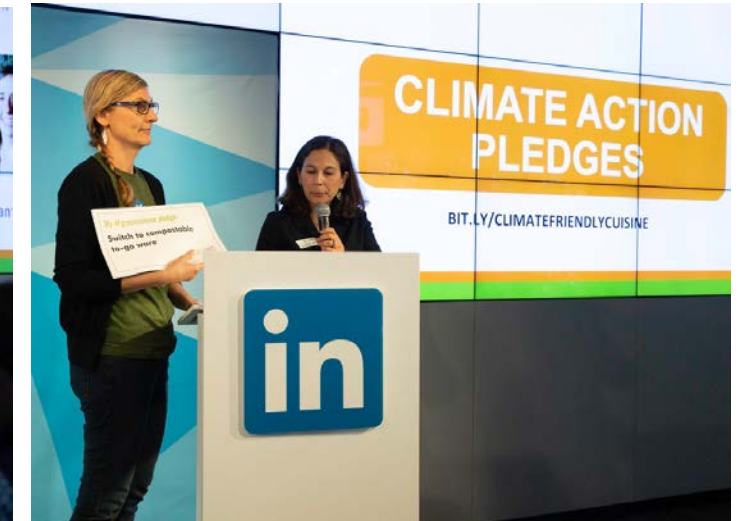 CLIMATE ACTION
PLEDGES
BIT.LY/CLIMATEFRIENDLYCUISINE
Switch to compostable
to-go ware
in